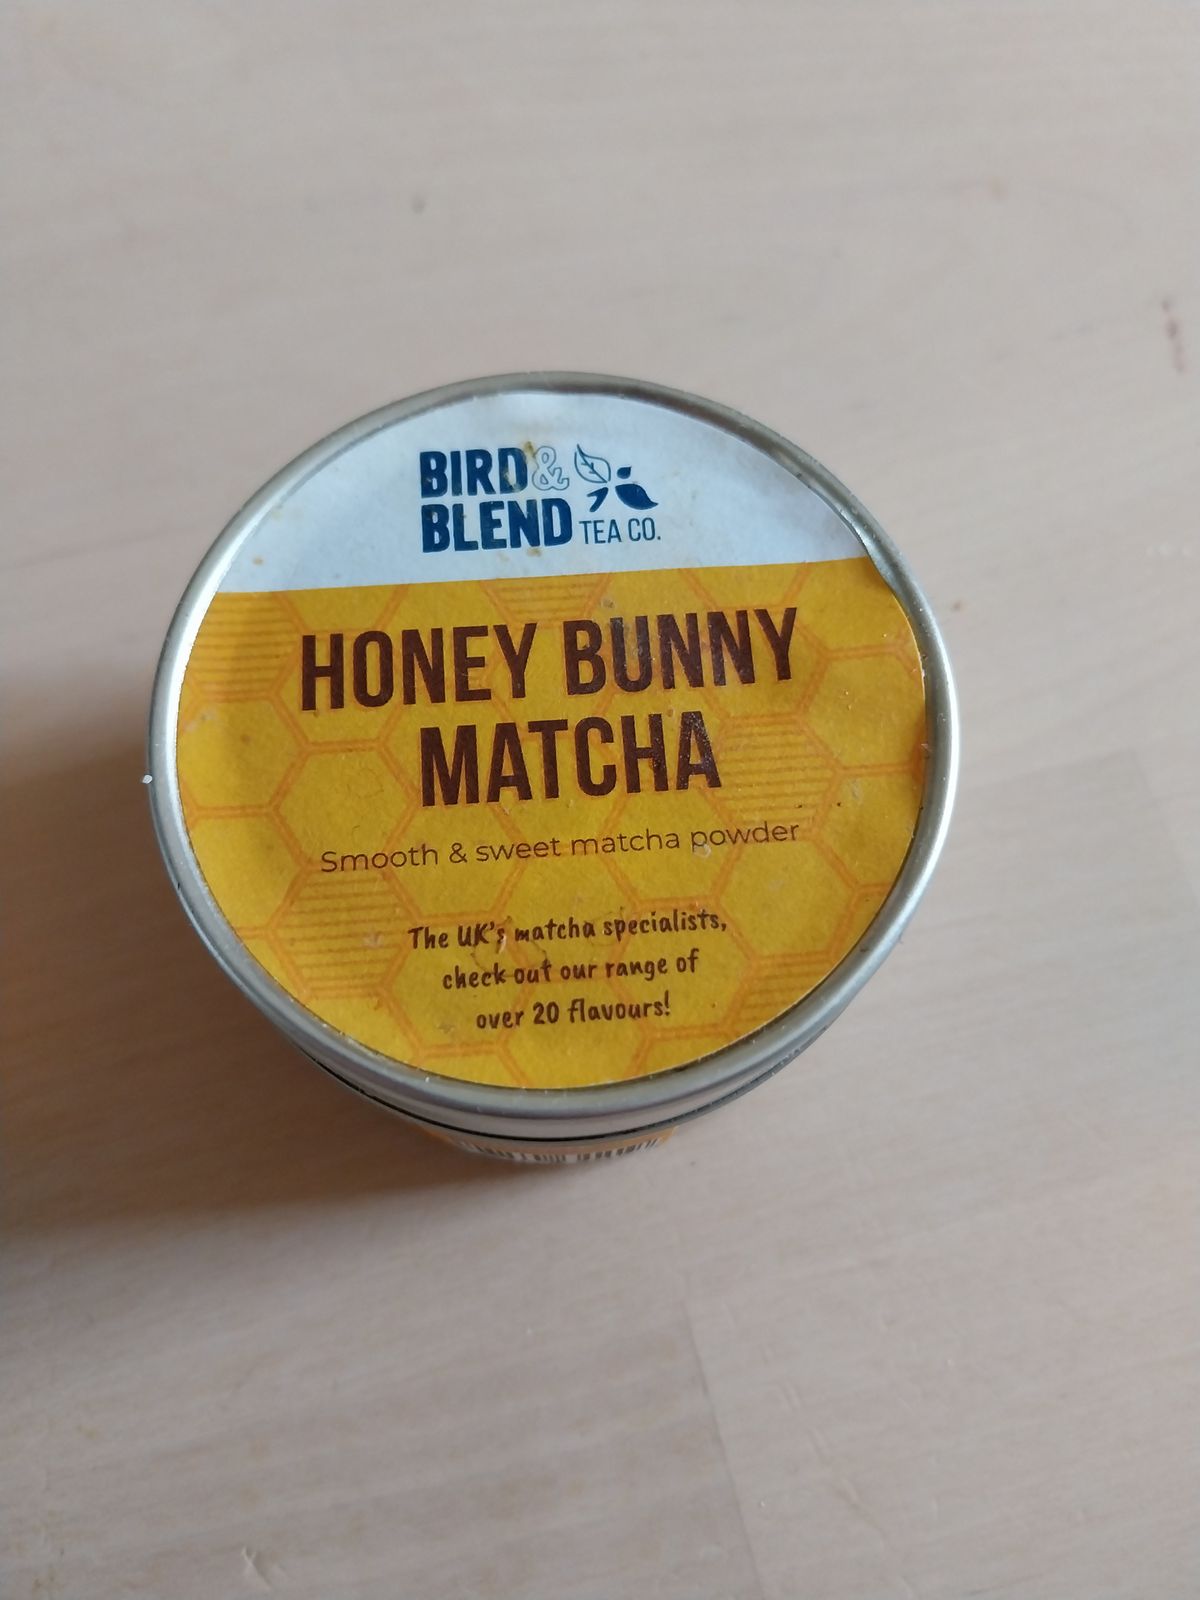 BIRD &
BLEND TEA CO.
HONEY BUNNY
MATCHA
Smooth & sweet matcha powder
The UK's matcha specialists,
check out our range of
over 20 flavours!